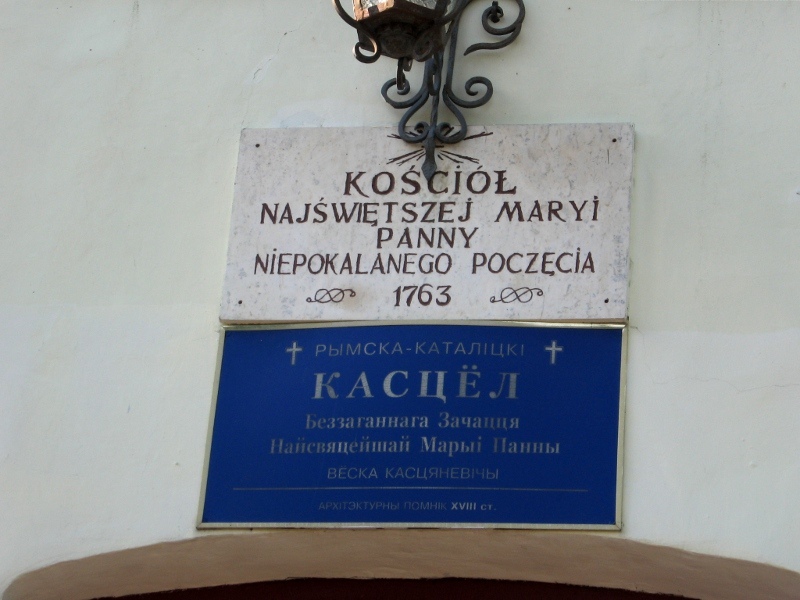 KOŚCIÓŁ
NAJŚWIĘTSZEJ MARYI
PANNY
NIEPOKALANEGO POCZĘCIA
1763
РЫМСКА-КАТАЛІЦКІ
КАСЦЁЛ
Беззаганнага Зачацця
Найсвяцейшай Марыі Панны
ВЁСКА КАСЦЯНЕВІЧЫ
АРХІТЭКТУРНЫ ПОМНІК XVIII ст.